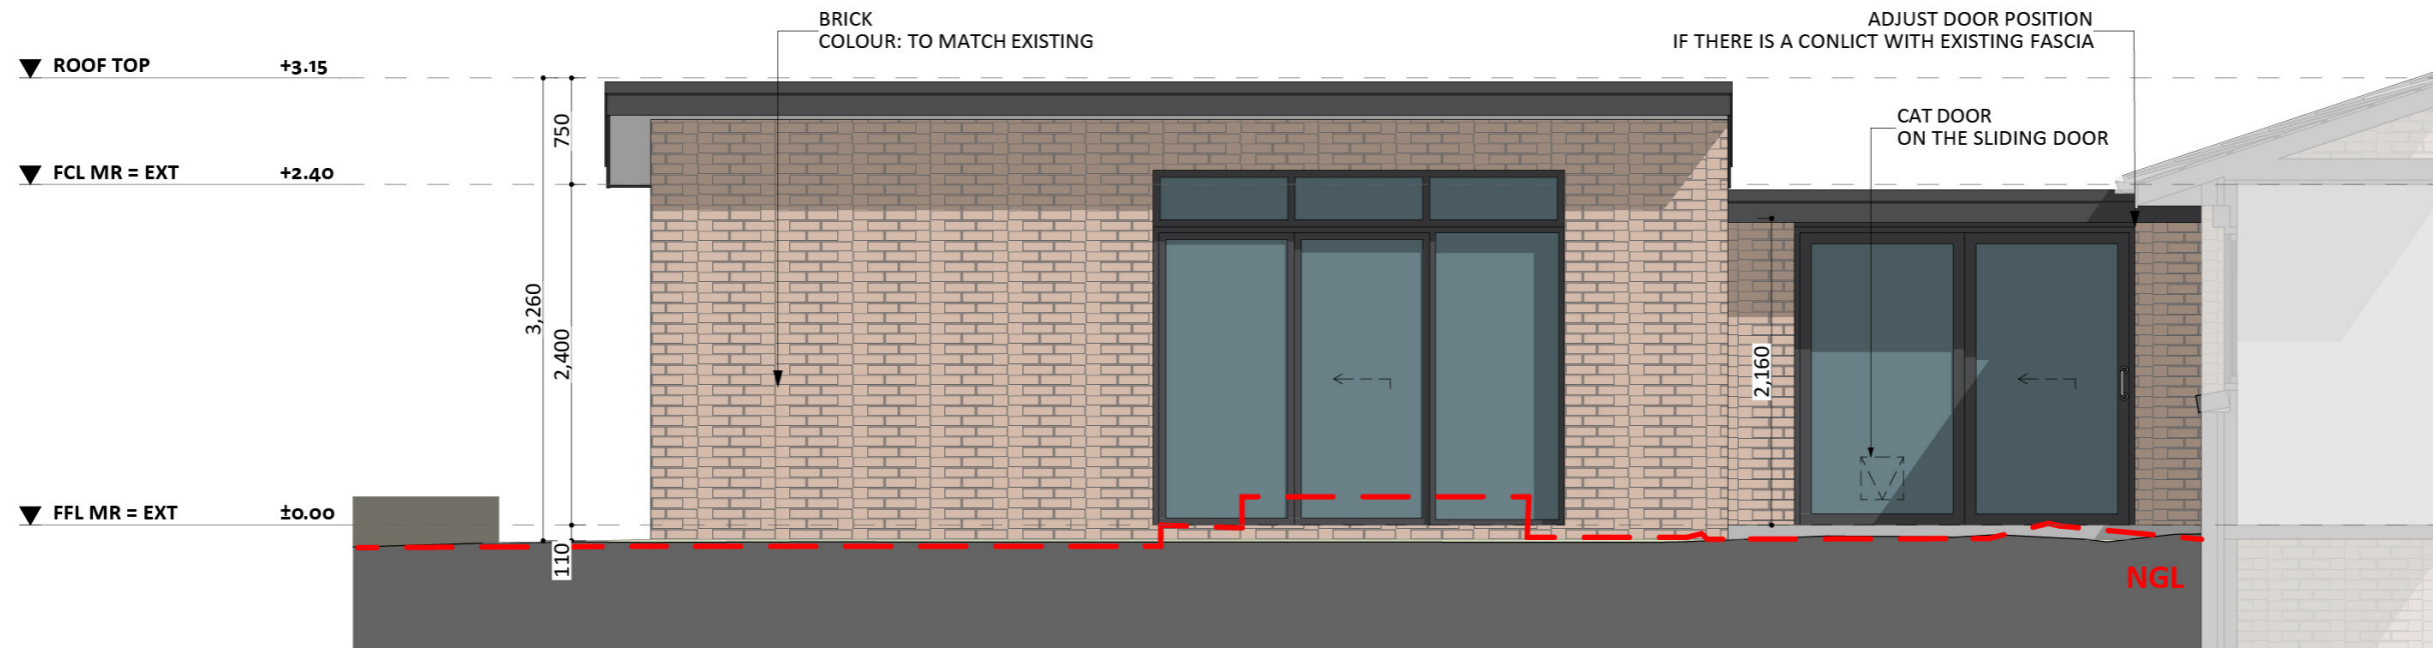 BRICK
COLOUR: TO MATCH EXISTING
ADJUST DOOR POSITION
IF THERE IS A CONLICT WITH EXISTING FASCIA
ROOF TOP +3.15
CAT DOOR
ON THE SLIDING DOOR
750
FCL MR = EXT +2.40
3,260
2,400
2,160
FFL MR = EXT ±0.00
110
NGL